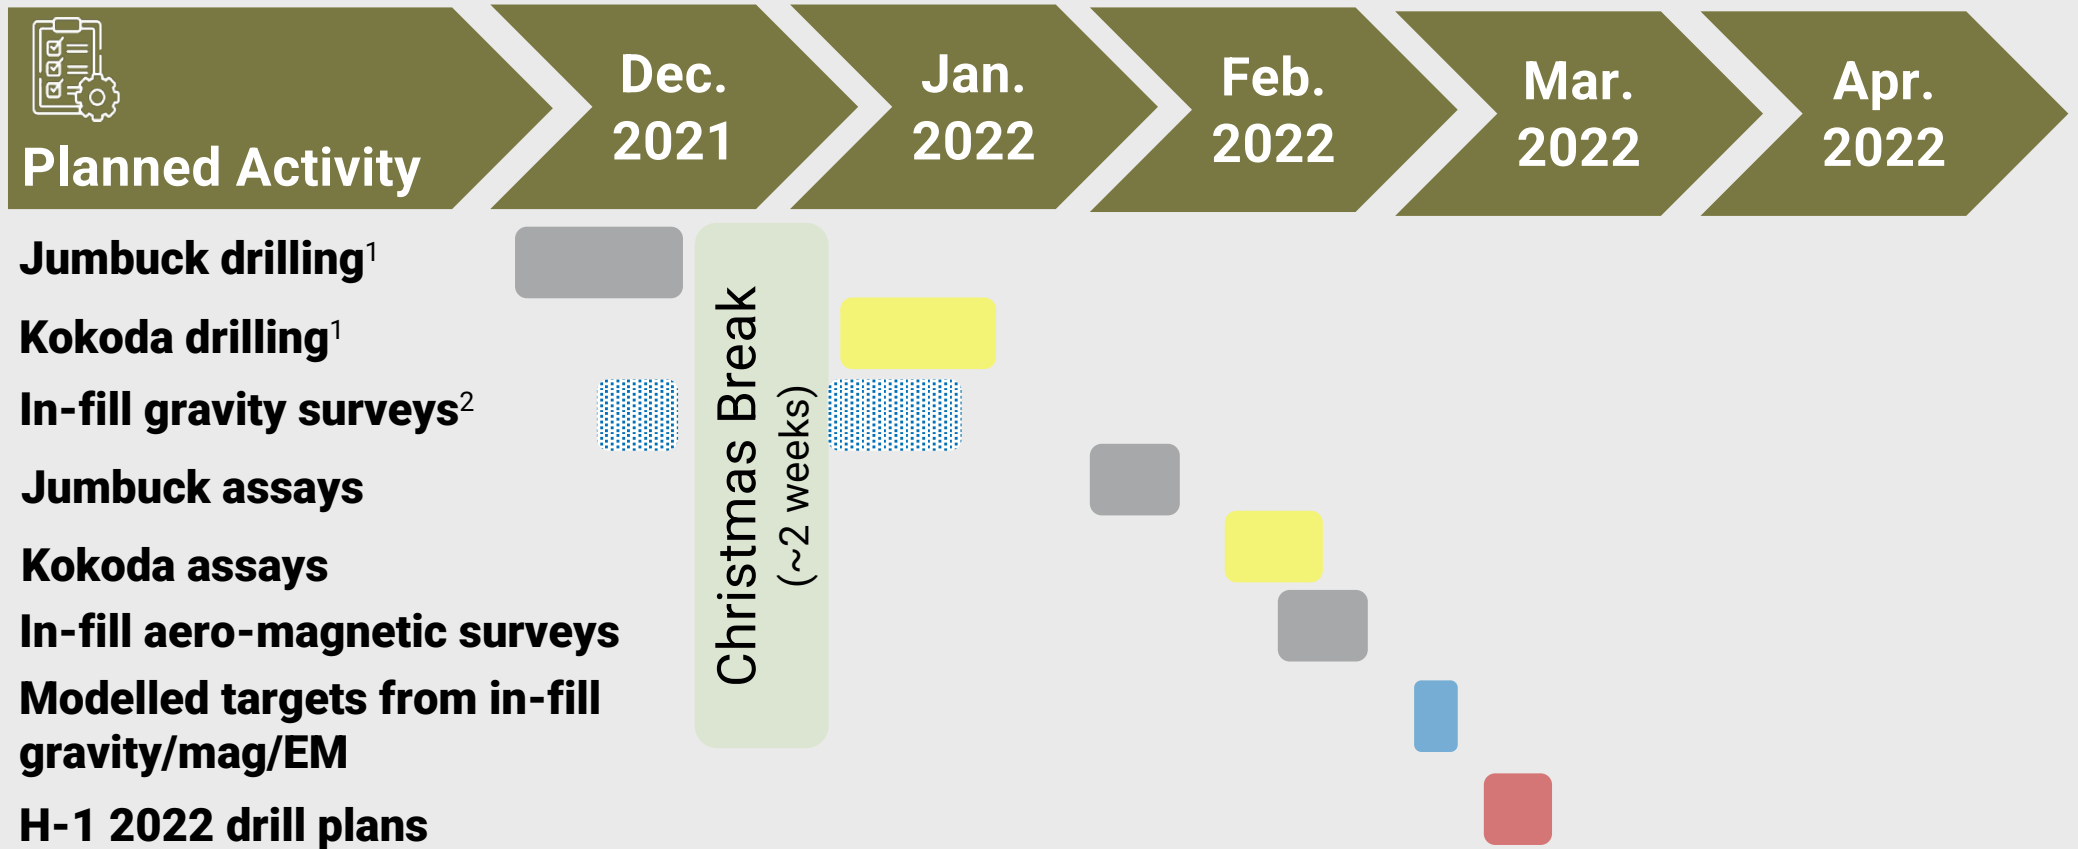 Planned Activity
Dec.
2021
Jan.
2022
Feb.
2022
Mar.
2022
Apr.
2022
Jumbuck drilling¹
Kokoda drilling¹
In-fill gravity surveys²
Jumbuck assays
Kokoda assays
In-fill aero-magnetic surveys
Modelled targets from in-fill
gravity/mag/EM
H-1 2022 drill plans
Christmas Break
(~2 weeks)